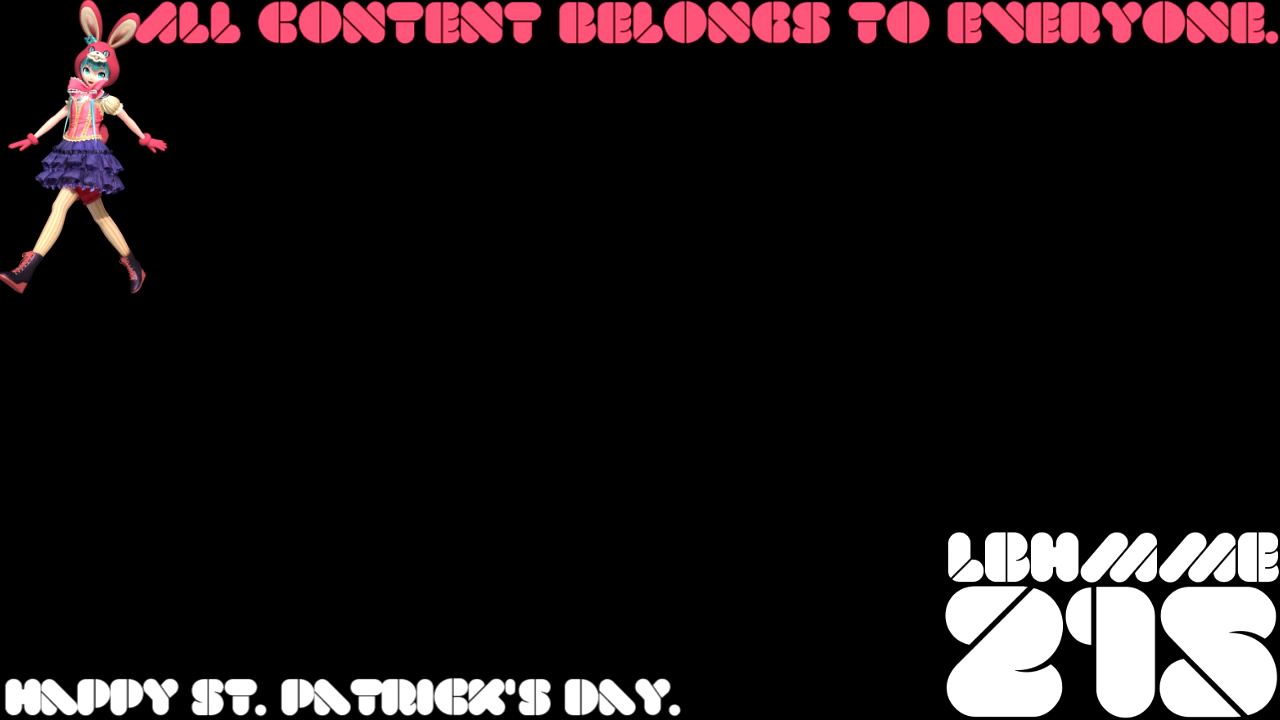 ALL CONTENT BELONGS TO EVERYONE.
LBHMME
215
HAPPY ST. PATRICK'S DAY.